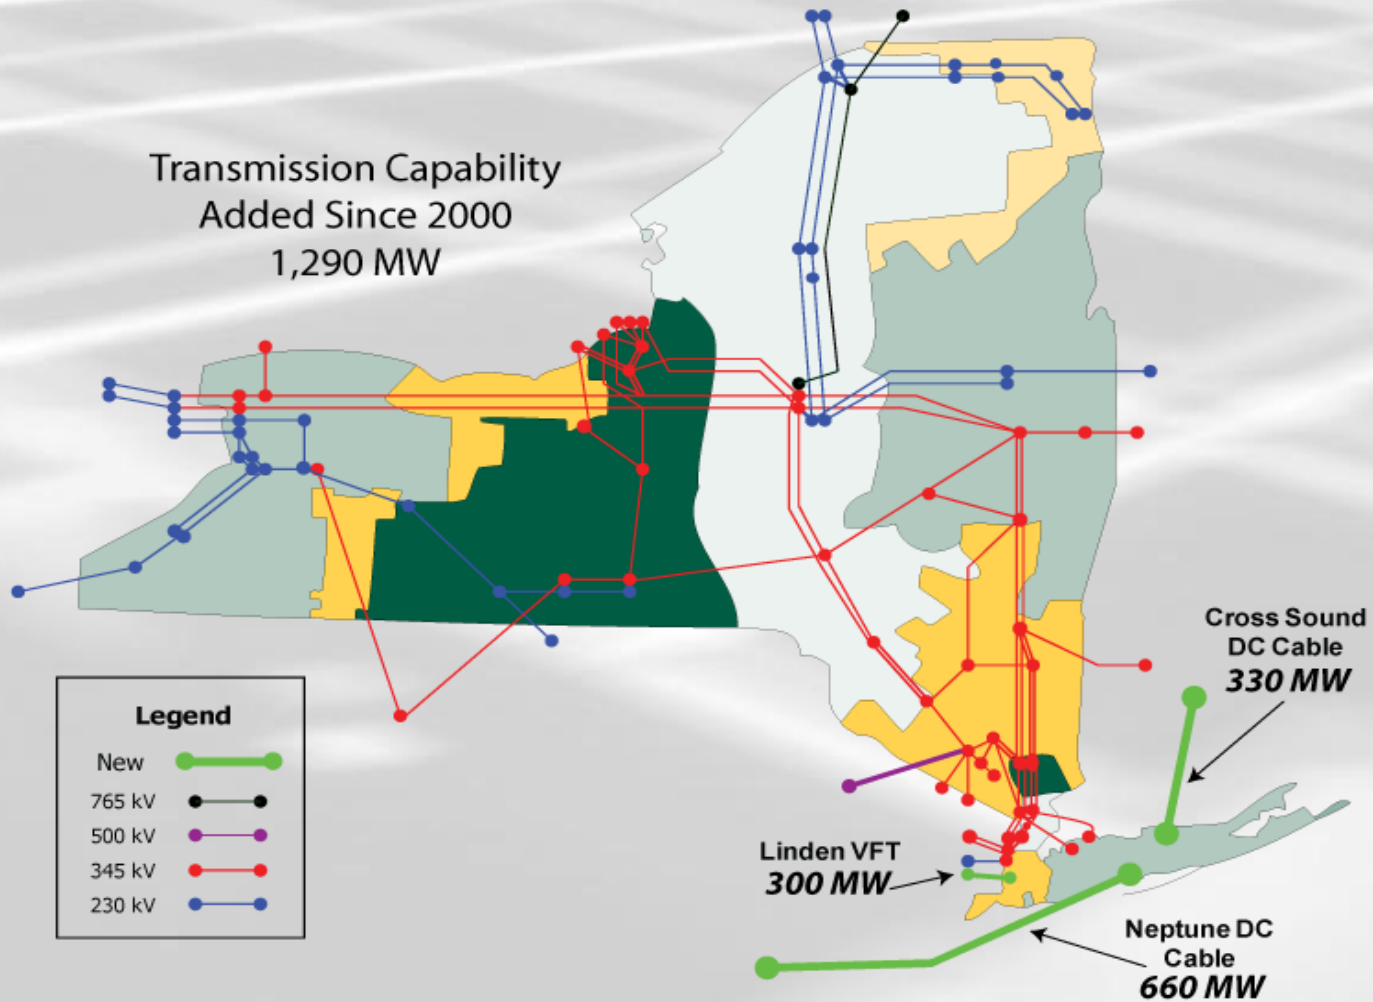 Transmission Capability
Added Since 2000
1,290 MW
Cross Sound
DC Cable
330 MW
Legend
New
765 kV
500 kV
345 kV
230 kV
Linden VFT
300 MW
Neptune DC
Cable
660 MW